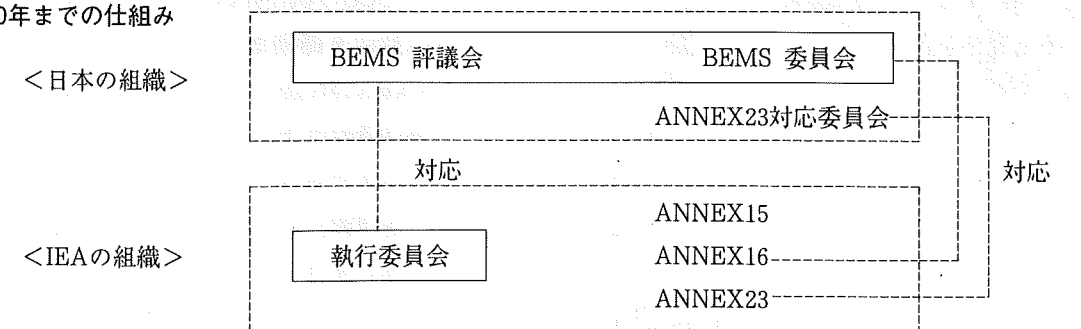 0年までの仕組み
BEMS 評議会 BEMS 委員会
<日本の組織>
ANNEX23対応委員会
対応 対応
ANNEX15
<IEAの組織> 執行委員会 ANNEX16
ANNEX23